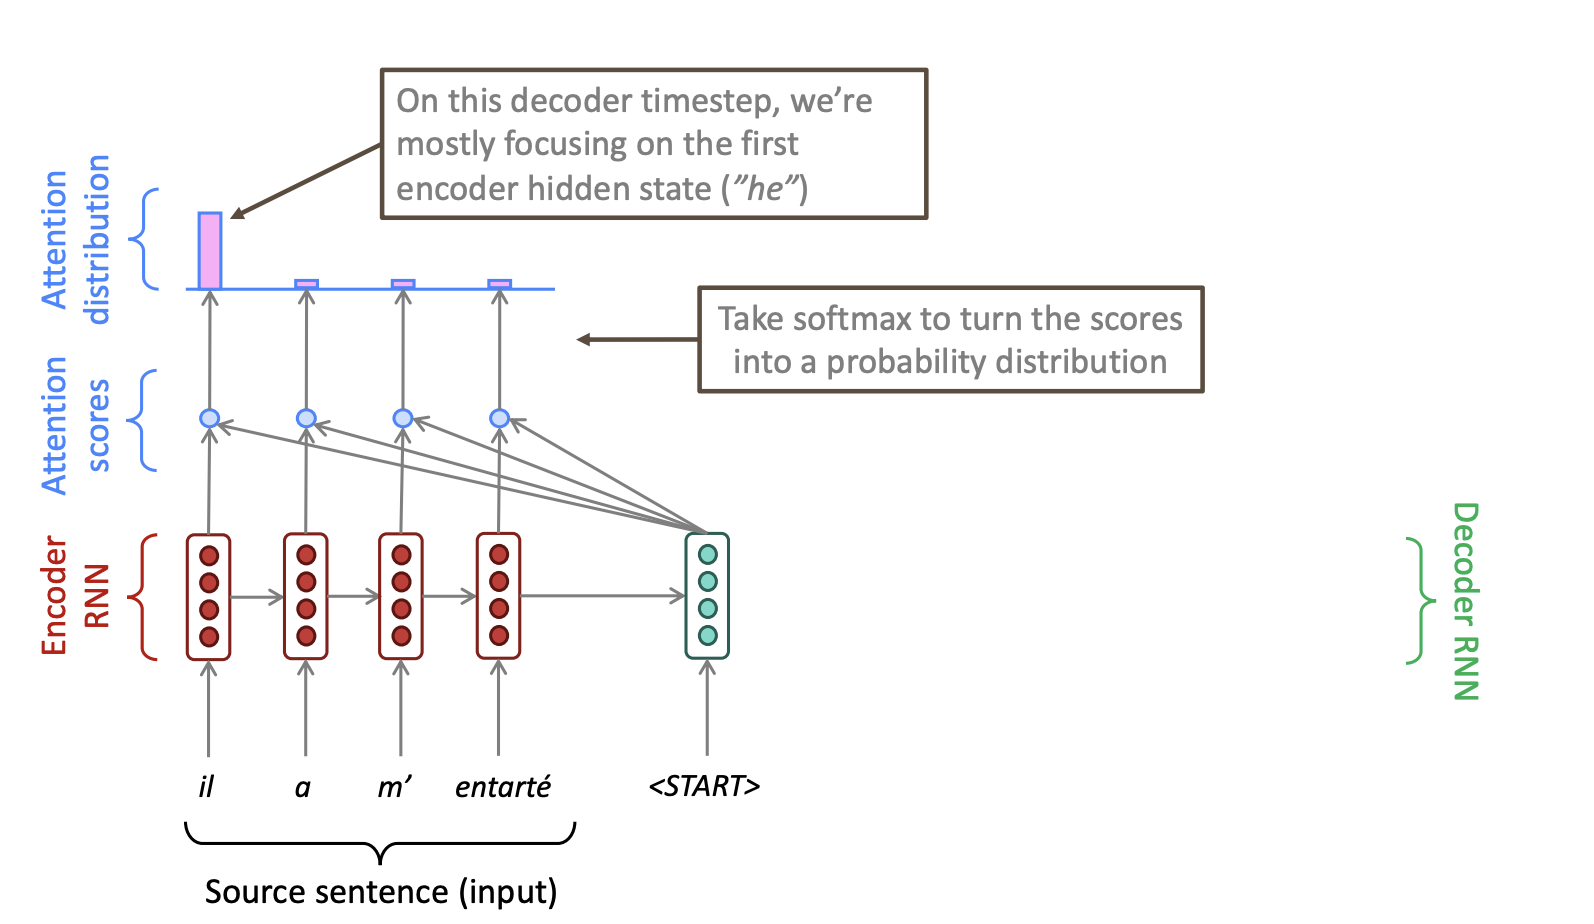 On this decoder timestep, we’re
mostly focusing on the first
encoder hidden state (”he”)
Attention
distribution
Take softmax to turn the scores
into a probability distribution
Attention
scores
Encoder
RNN
Decoder RNN
il a m’ entarté <START>
Source sentence (input)